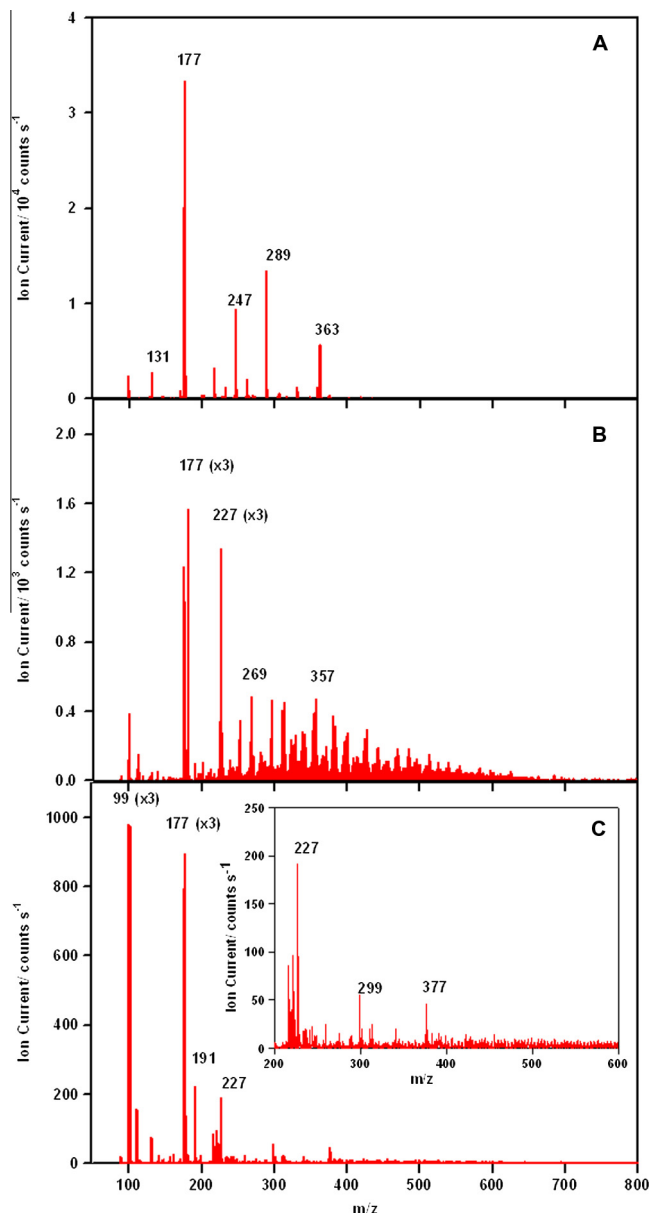 A
Ion Current/ 10⁴ counts s⁻¹
4
3
2
1
0
177
131
247
289
363
B
Ion Current/ 10³ counts s⁻¹
2.0
1.6
1.2
0.8
0.4
0.0
177 (x3)
227 (x3)
269
357
C
Ion Current/ counts s⁻¹
1000
800
600
400
200
0
99 (x3)
177 (x3)
191
227
Ion Current/ counts s⁻¹
250
200
150
100
50
0
227
299
377
200 300 400 500 600
m/z
100 200 300 400 500 600 700 800
m/z